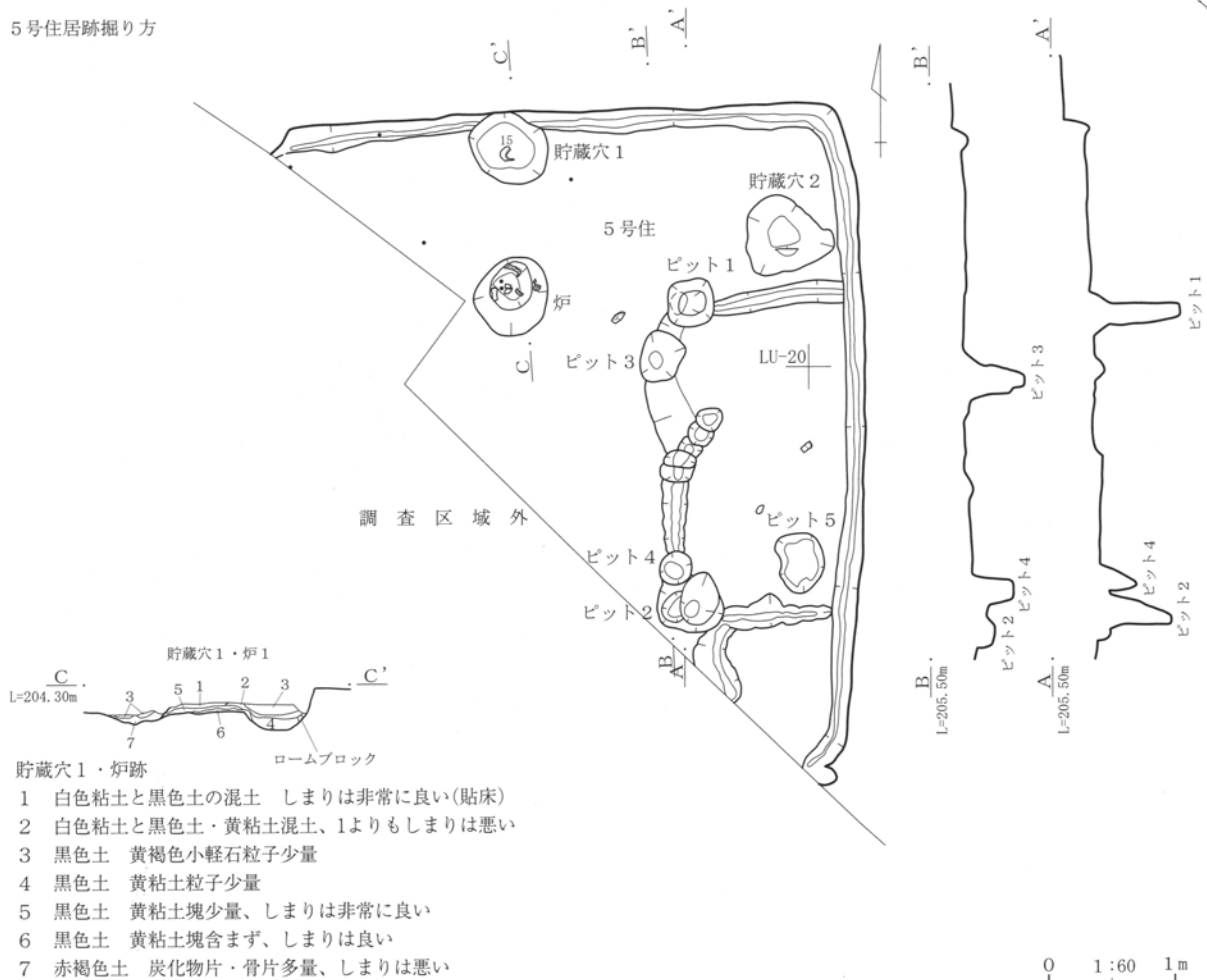 5号住居跡掘り方
C'
B'
A'
B'
A'
15
貯蔵穴1
貯蔵穴2
5号住
ピット1
炉
ピット3
C
LU-20
ピット1
ピット3
調査区域外
ピット5
ピット4
ピット2
B
A
ピット4
ピット2
ピット4
ピット2
B
L=205.50m
A
L=205.50m
貯蔵穴1・炉1
C
C'
L=204.30m
3
5
1
2
3
7
6
4
ロームブロック
貯蔵穴1・炉跡
1 白色粘土と黒色土の混土 しまりは非常に良い(貼床)
2 白色粘土と黒色土・黄粘土混土、1よりもしまりは悪い
3 黒色土 黄褐色小軽石粒子少量
4 黒色土 黄粘土粒子少量
5 黒色土 黄粘土塊少量、しまりは非常に良い
6 黒色土 黄粘土塊含まず、しまりは良い
7 赤褐色土 炭化物片・骨片多量、しまりは悪い
0 1:60 1m